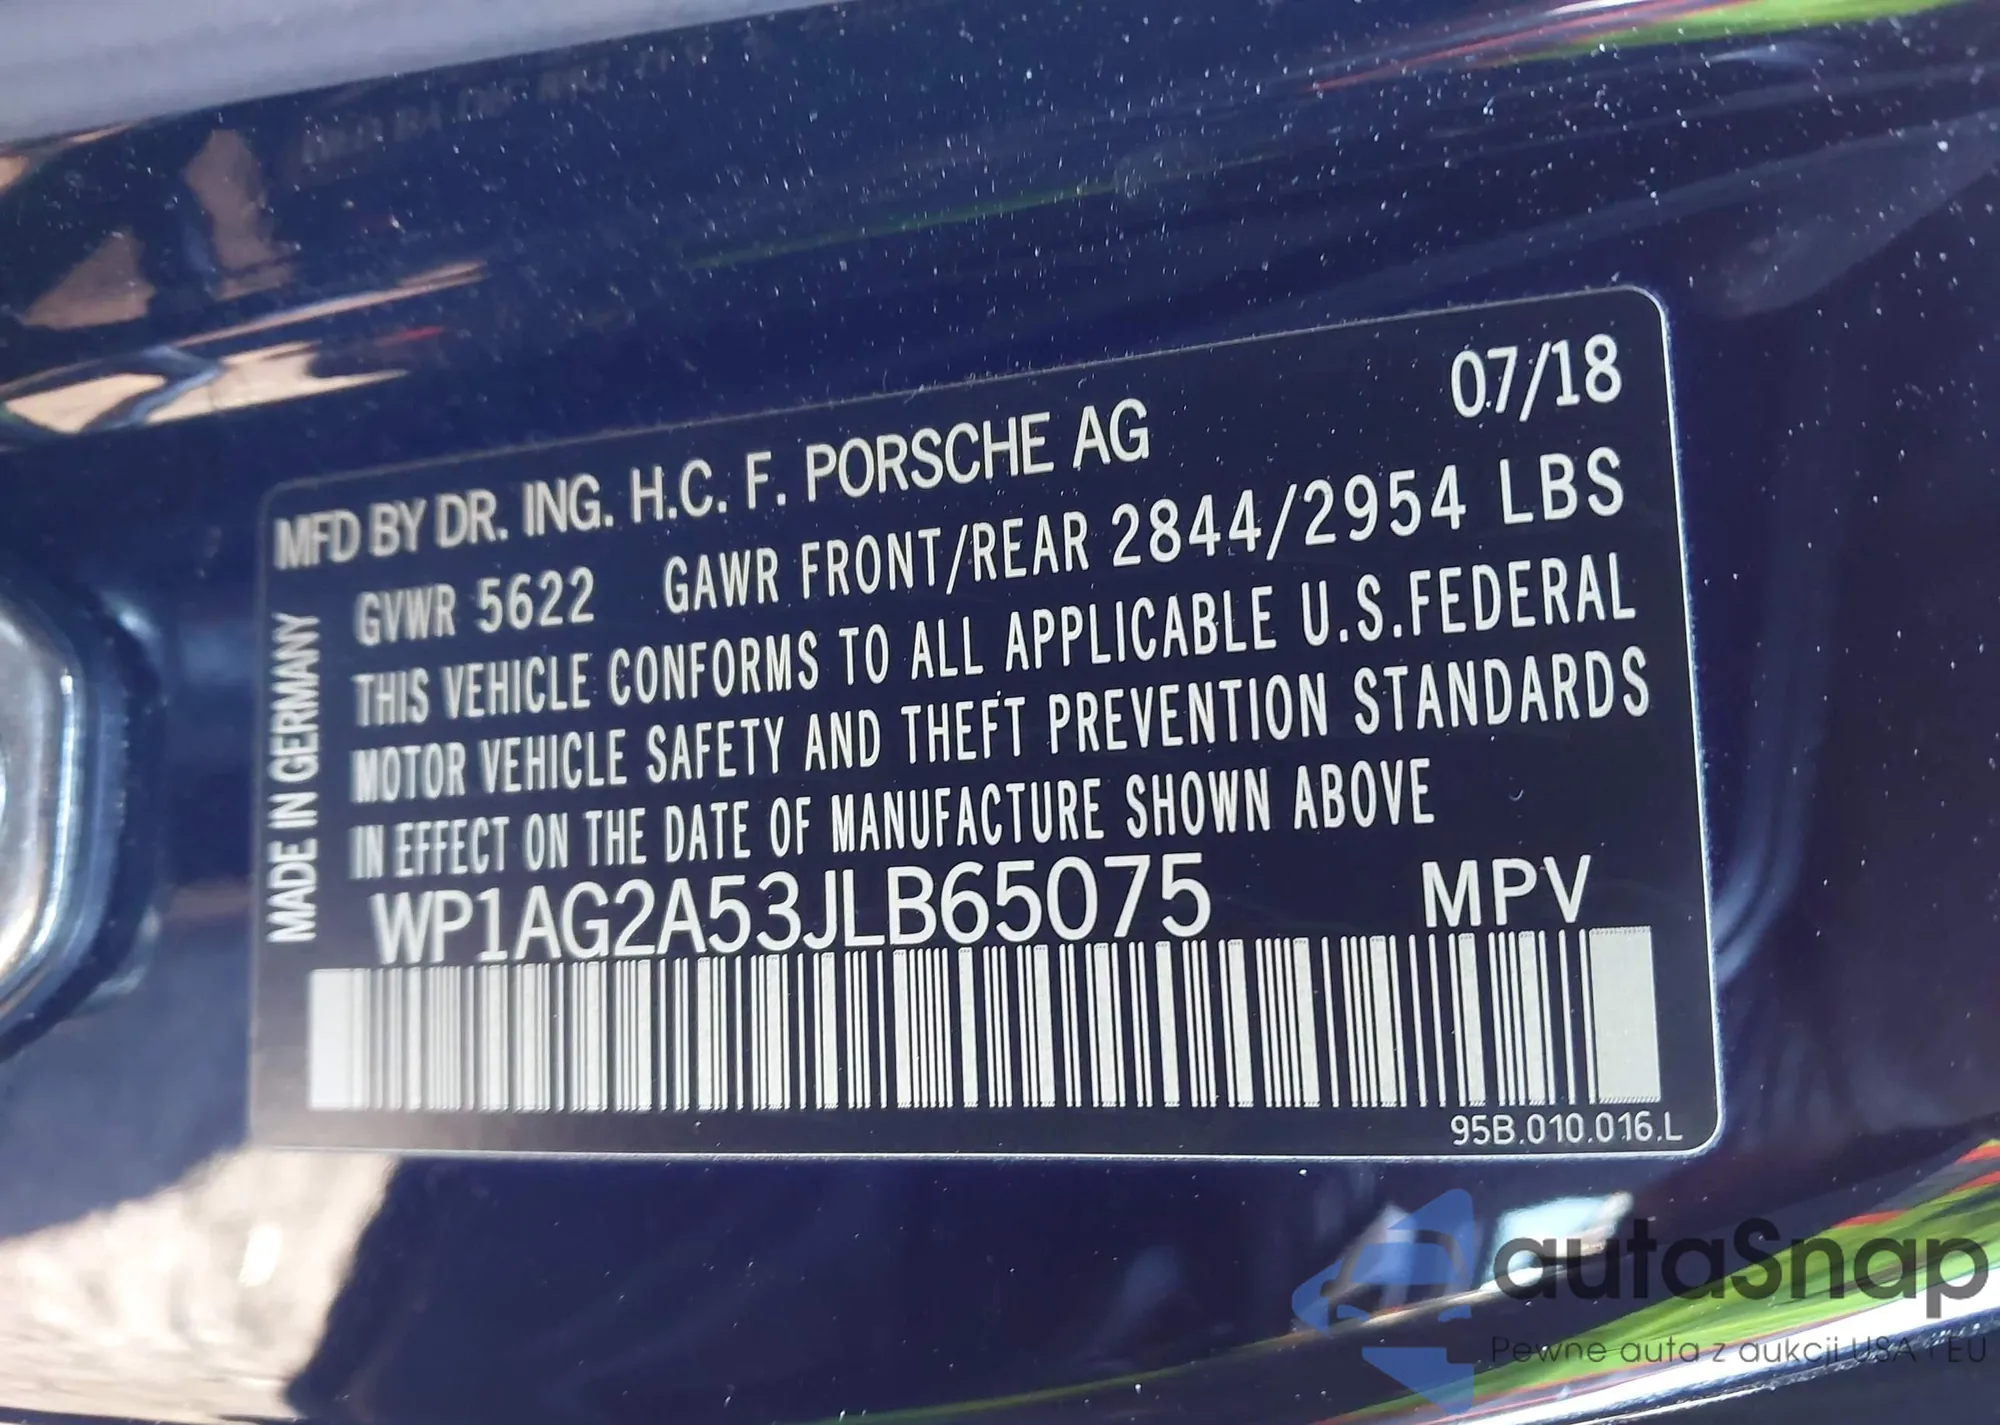 07/18
MFD BY DR. ING. H.C. F. PORSCHE AG
GVWR 5622 GAWR FRONT/REAR 2844/2954 LBS
THIS VEHICLE CONFORMS TO ALL APPLICABLE U.S.FEDERAL
MOTOR VEHICLE SAFETY AND THEFT PREVENTION STANDARDS
IN EFFECT ON THE DATE OF MANUFACTURE SHOWN ABOVE
WP1AG2A53JLB65075 MPV
MADE IN GERMANY
95B.010.016.L
autaSnap
Pewne auta z aukcji USA i EU